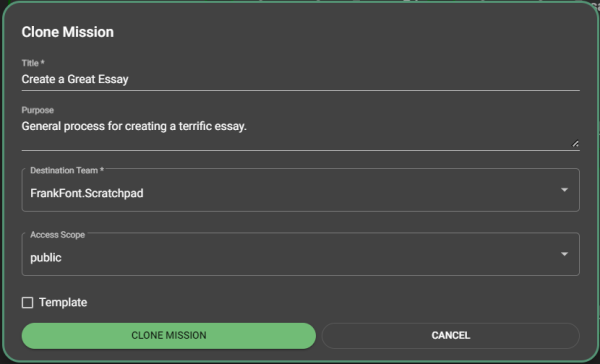 Clone Mission
Title *
Create a Great Essay
Purpose
General process for creating a terrific essay.
Destination Team *
FrankFont.Scratchpad
Access Scope
public
Template
CLONE MISSION
CANCEL